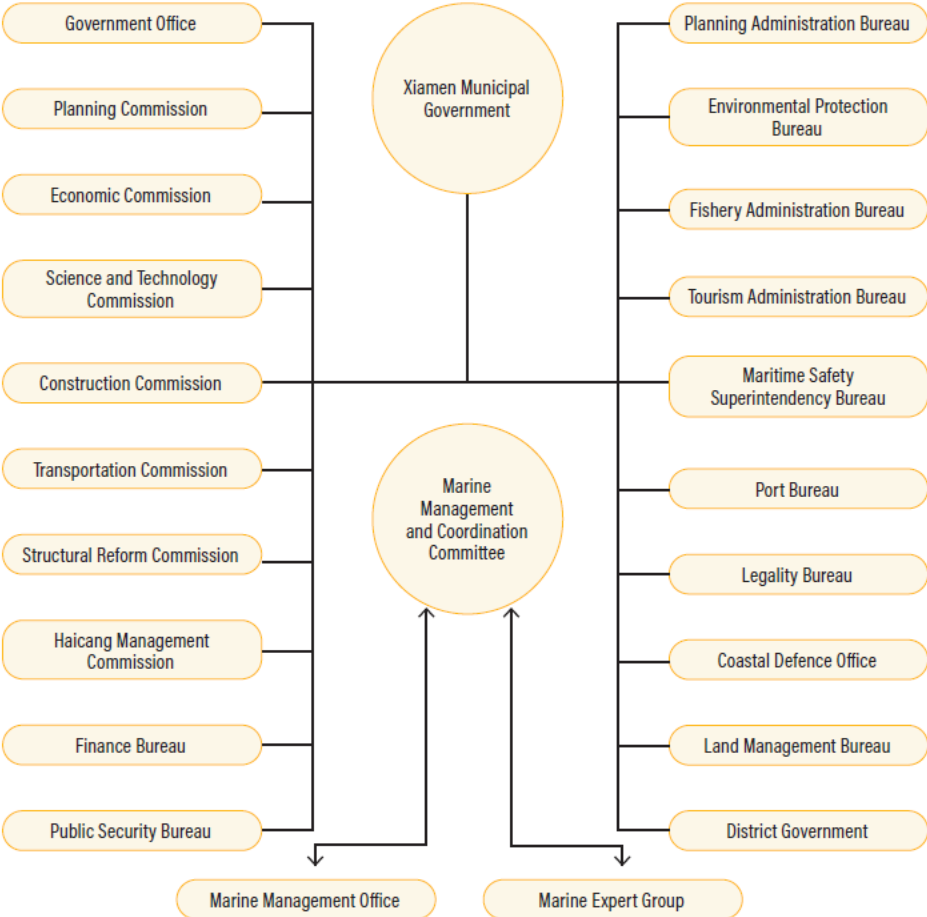 Government Office
Planning Commission
Economic Commission
Science and Technology
Commission
Construction Commission
Transportation Commission
Structural Reform Commission
Haicang Management
Commission
Finance Bureau
Public Security Bureau
Xiamen Municipal
Government
Marine
Management
and Coordination
Committee
Planning Administration Bureau
Environmental Protection
Bureau
Fishery Administration Bureau
Tourism Administration Bureau
Maritime Safety
Superintendency Bureau
Port Bureau
Legality Bureau
Coastal Defence Office
Land Management Bureau
District Government
Marine Management Office
Marine Expert Group